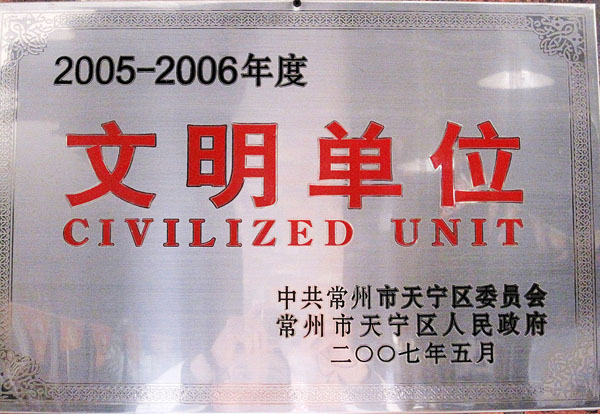 2005-2006年度
文明单位
CIVILIZED UNIT
中共常州市天宁区委员会
常州市天宁区人民政府
二〇〇七年五月